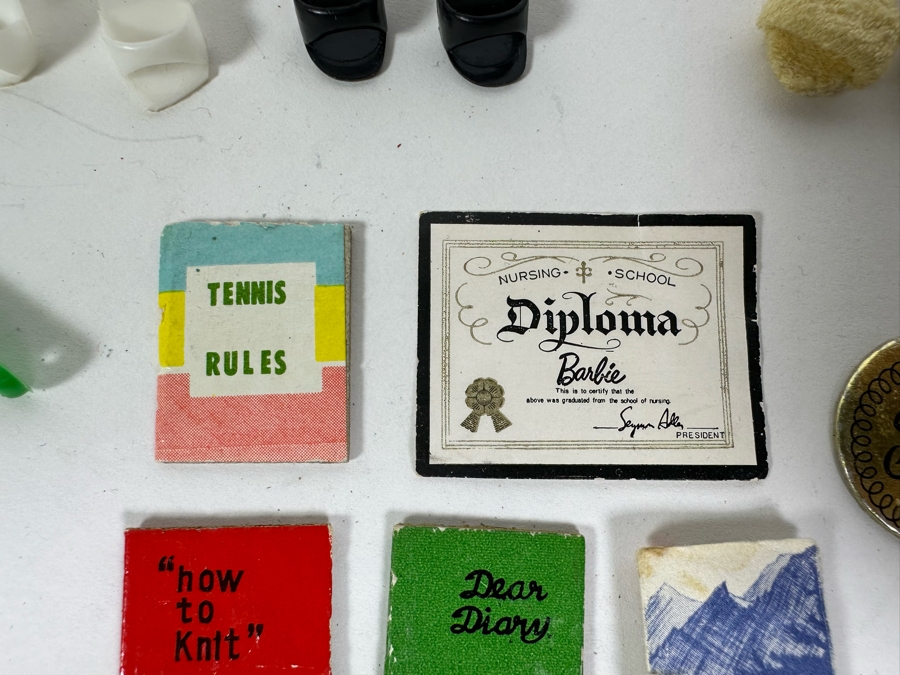 TENNIS
RULES
NURSING
SCHOOL
Diploma
Barbie
This is to certify that the
above was graduated from the school of nursing.
PRESIDENT
"how
to
Knit"
Dear
Diary